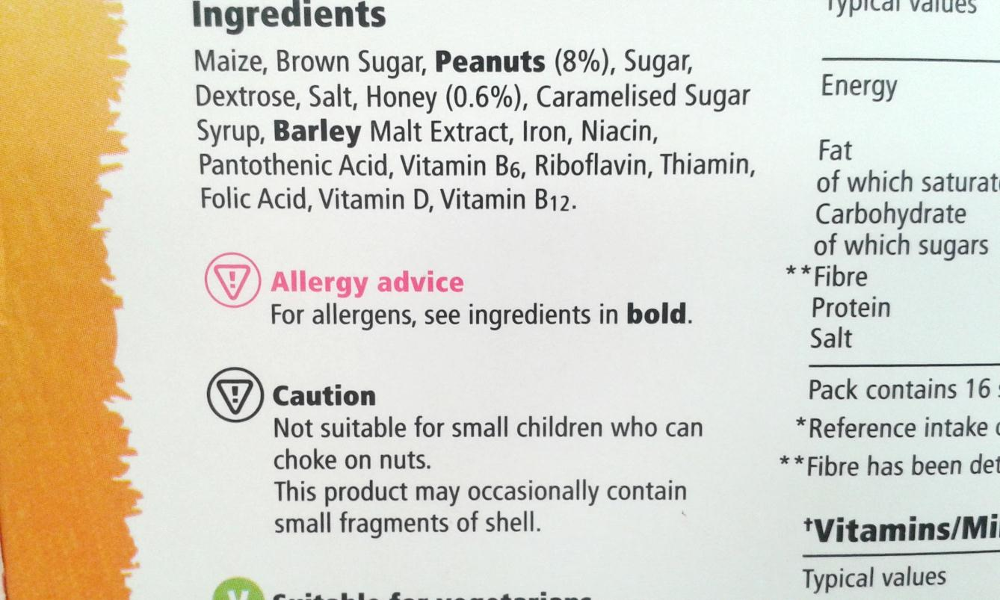 Ingredients
Maize, Brown Sugar, Peanuts (8%), Sugar,
Dextrose, Salt, Honey (0.6%), Caramelised Sugar
Syrup, Barley Malt Extract, Iron, Niacin,
Pantothenic Acid, Vitamin B6, Riboflavin, Thiamin,
Folic Acid, Vitamin D, Vitamin B12.
Allergy advice
For allergens, see ingredients in bold.
Caution
Not suitable for small children who can
choke on nuts.
This product may occasionally contain
small fragments of shell.
V
Suitable for vegetarians
Typical values
Energy
Fat
of which saturat
Carbohydrate
of which sugars
**Fibre
Protein
Salt
Pack contains 16
*Reference intake
**Fibre has been det
†Vitamins/Mi
Typical values